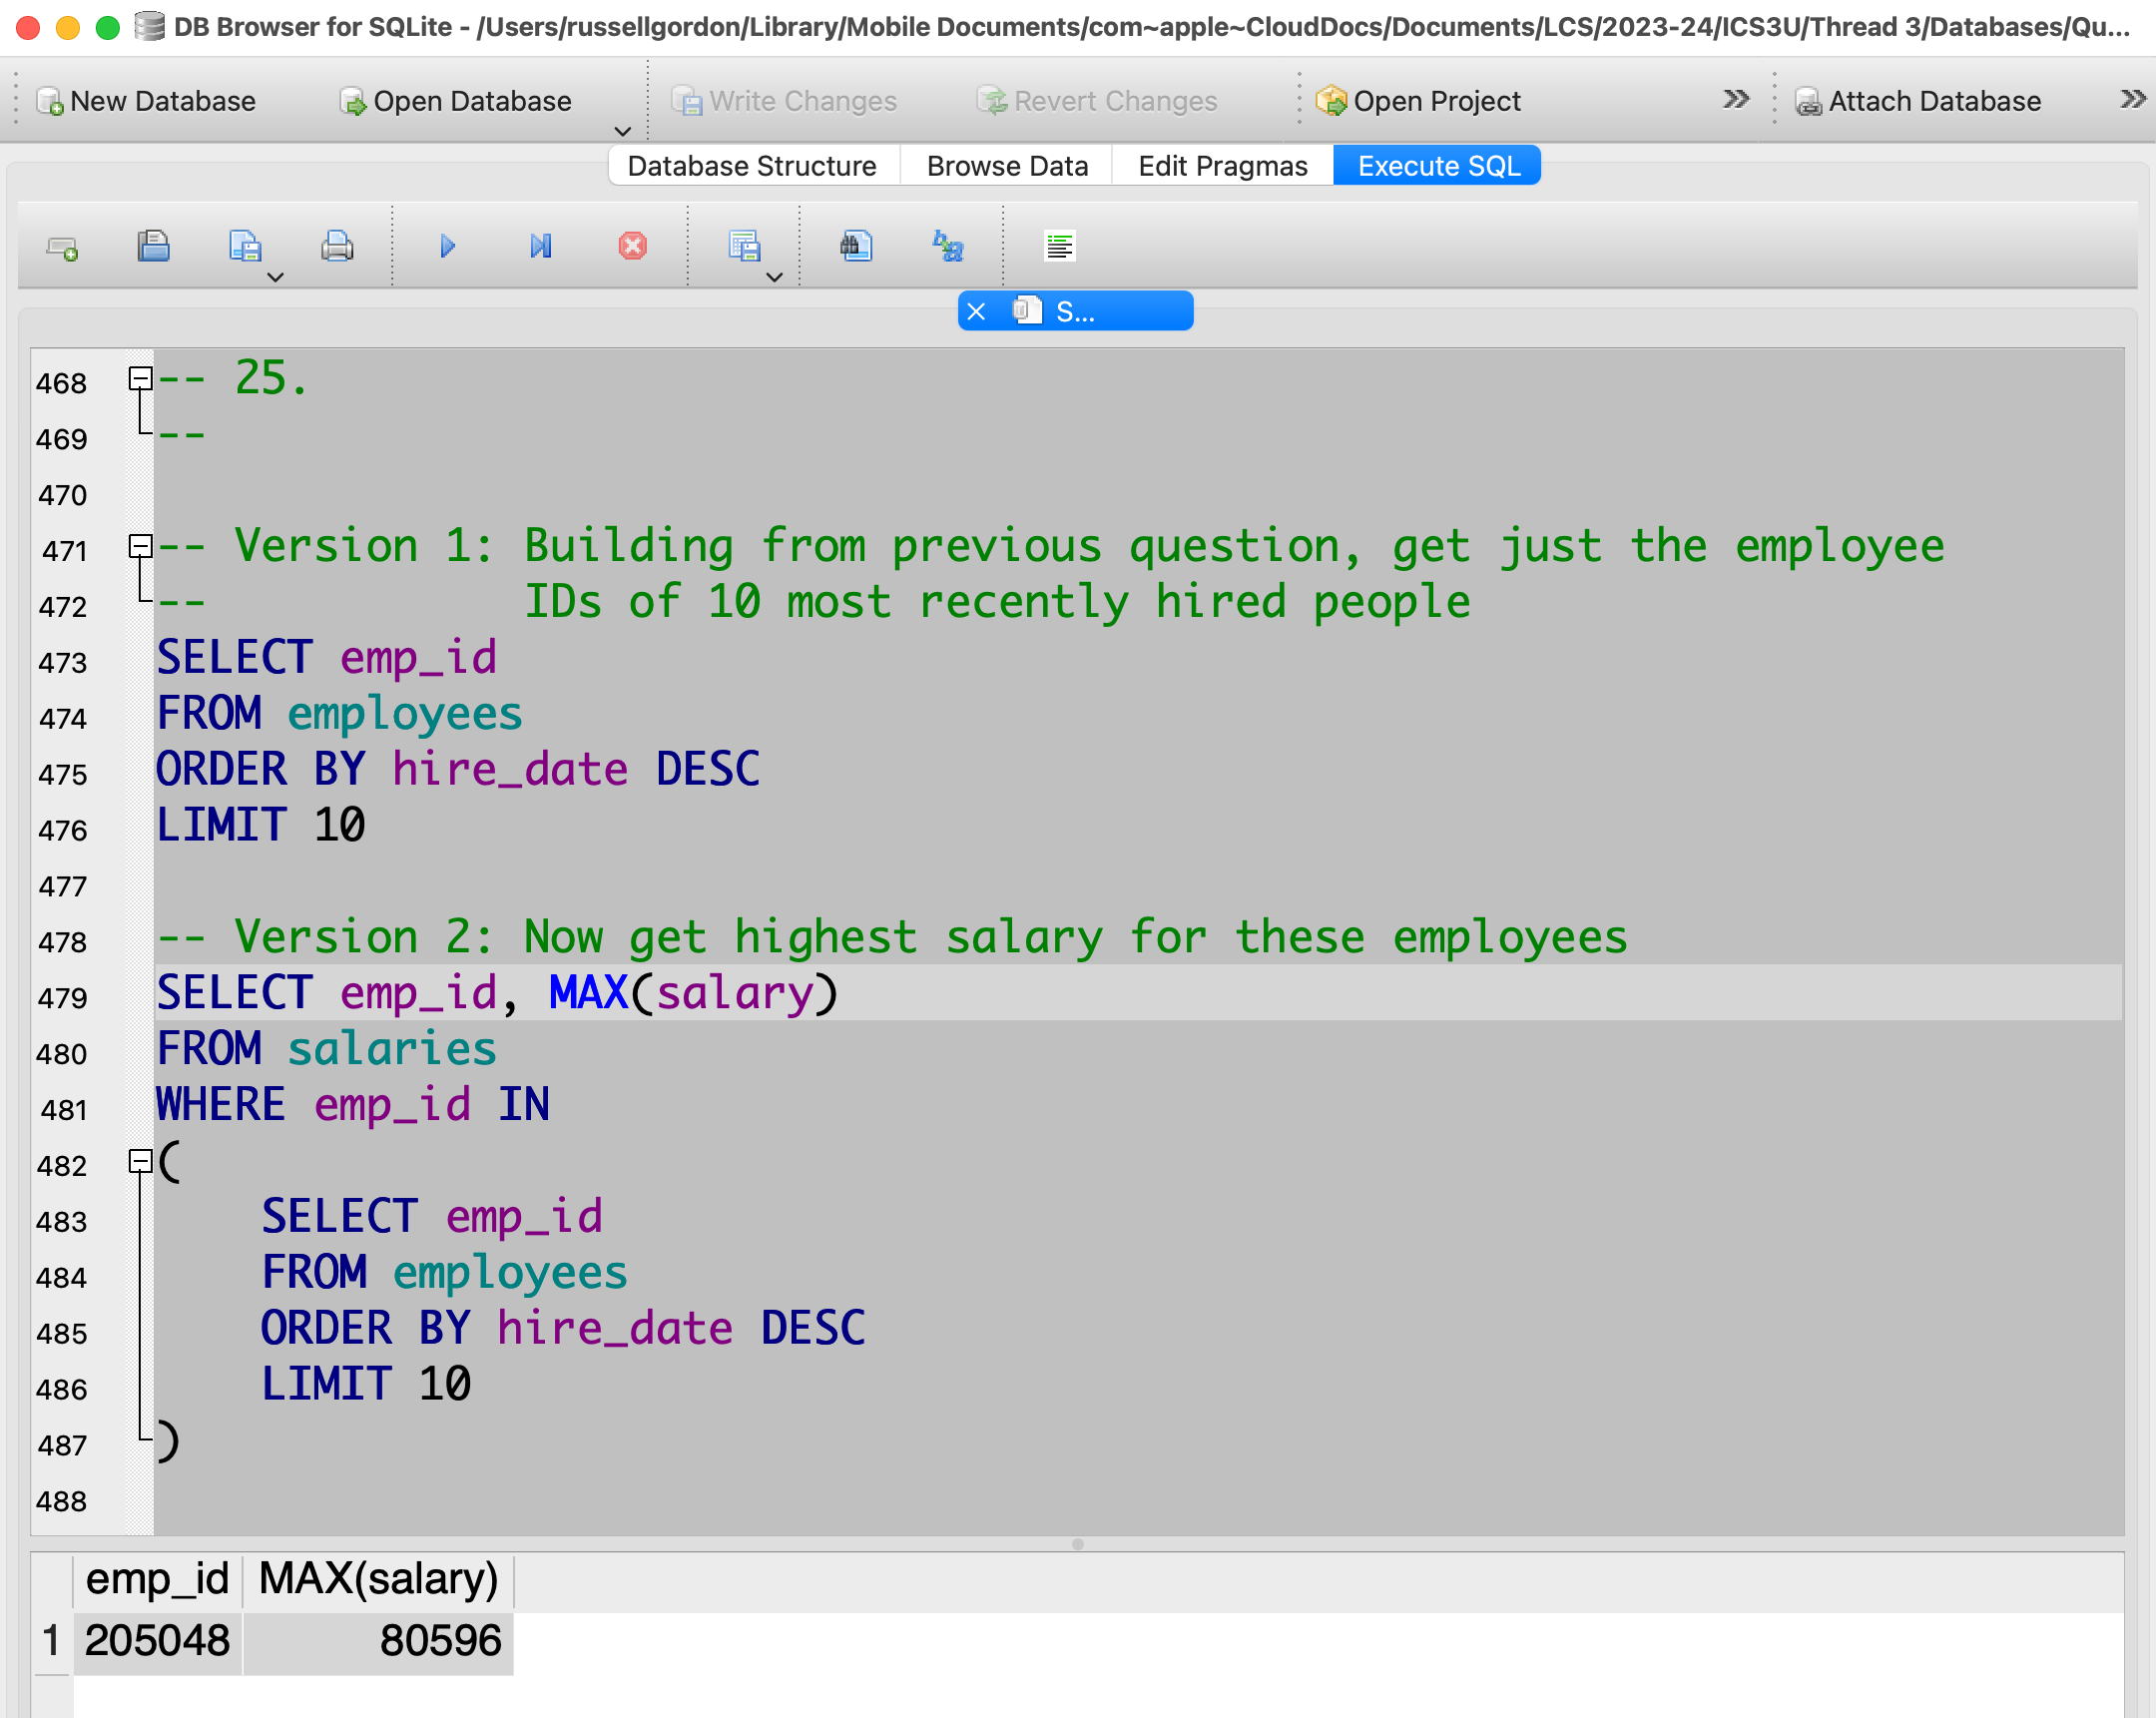 DB Browser for SQLite - /Users/russellgordon/Library/Mobile Documents/com~apple~CloudDocs/Documents/LCS/2023-24/ICS3U/Thread 3/Databases/Qu...
New Database Open Database Write Changes Revert Changes Open Project Attach Database
Database Structure Browse Data Edit Pragmas Execute SQL
S...
468 -- 25.
469 --
470
471 -- Version 1: Building from previous question, get just the employee
472 --            IDs of 10 most recently hired people
473 SELECT emp_id
474 FROM employees
475 ORDER BY hire_date DESC
476 LIMIT 10
477
478 -- Version 2: Now get highest salary for these employees
479 SELECT emp_id, MAX(salary)
480 FROM salaries
481 WHERE emp_id IN
482 (
483     SELECT emp_id
484     FROM employees
485     ORDER BY hire_date DESC
486     LIMIT 10
487 )
488
emp_id MAX(salary)
1 205048 80596